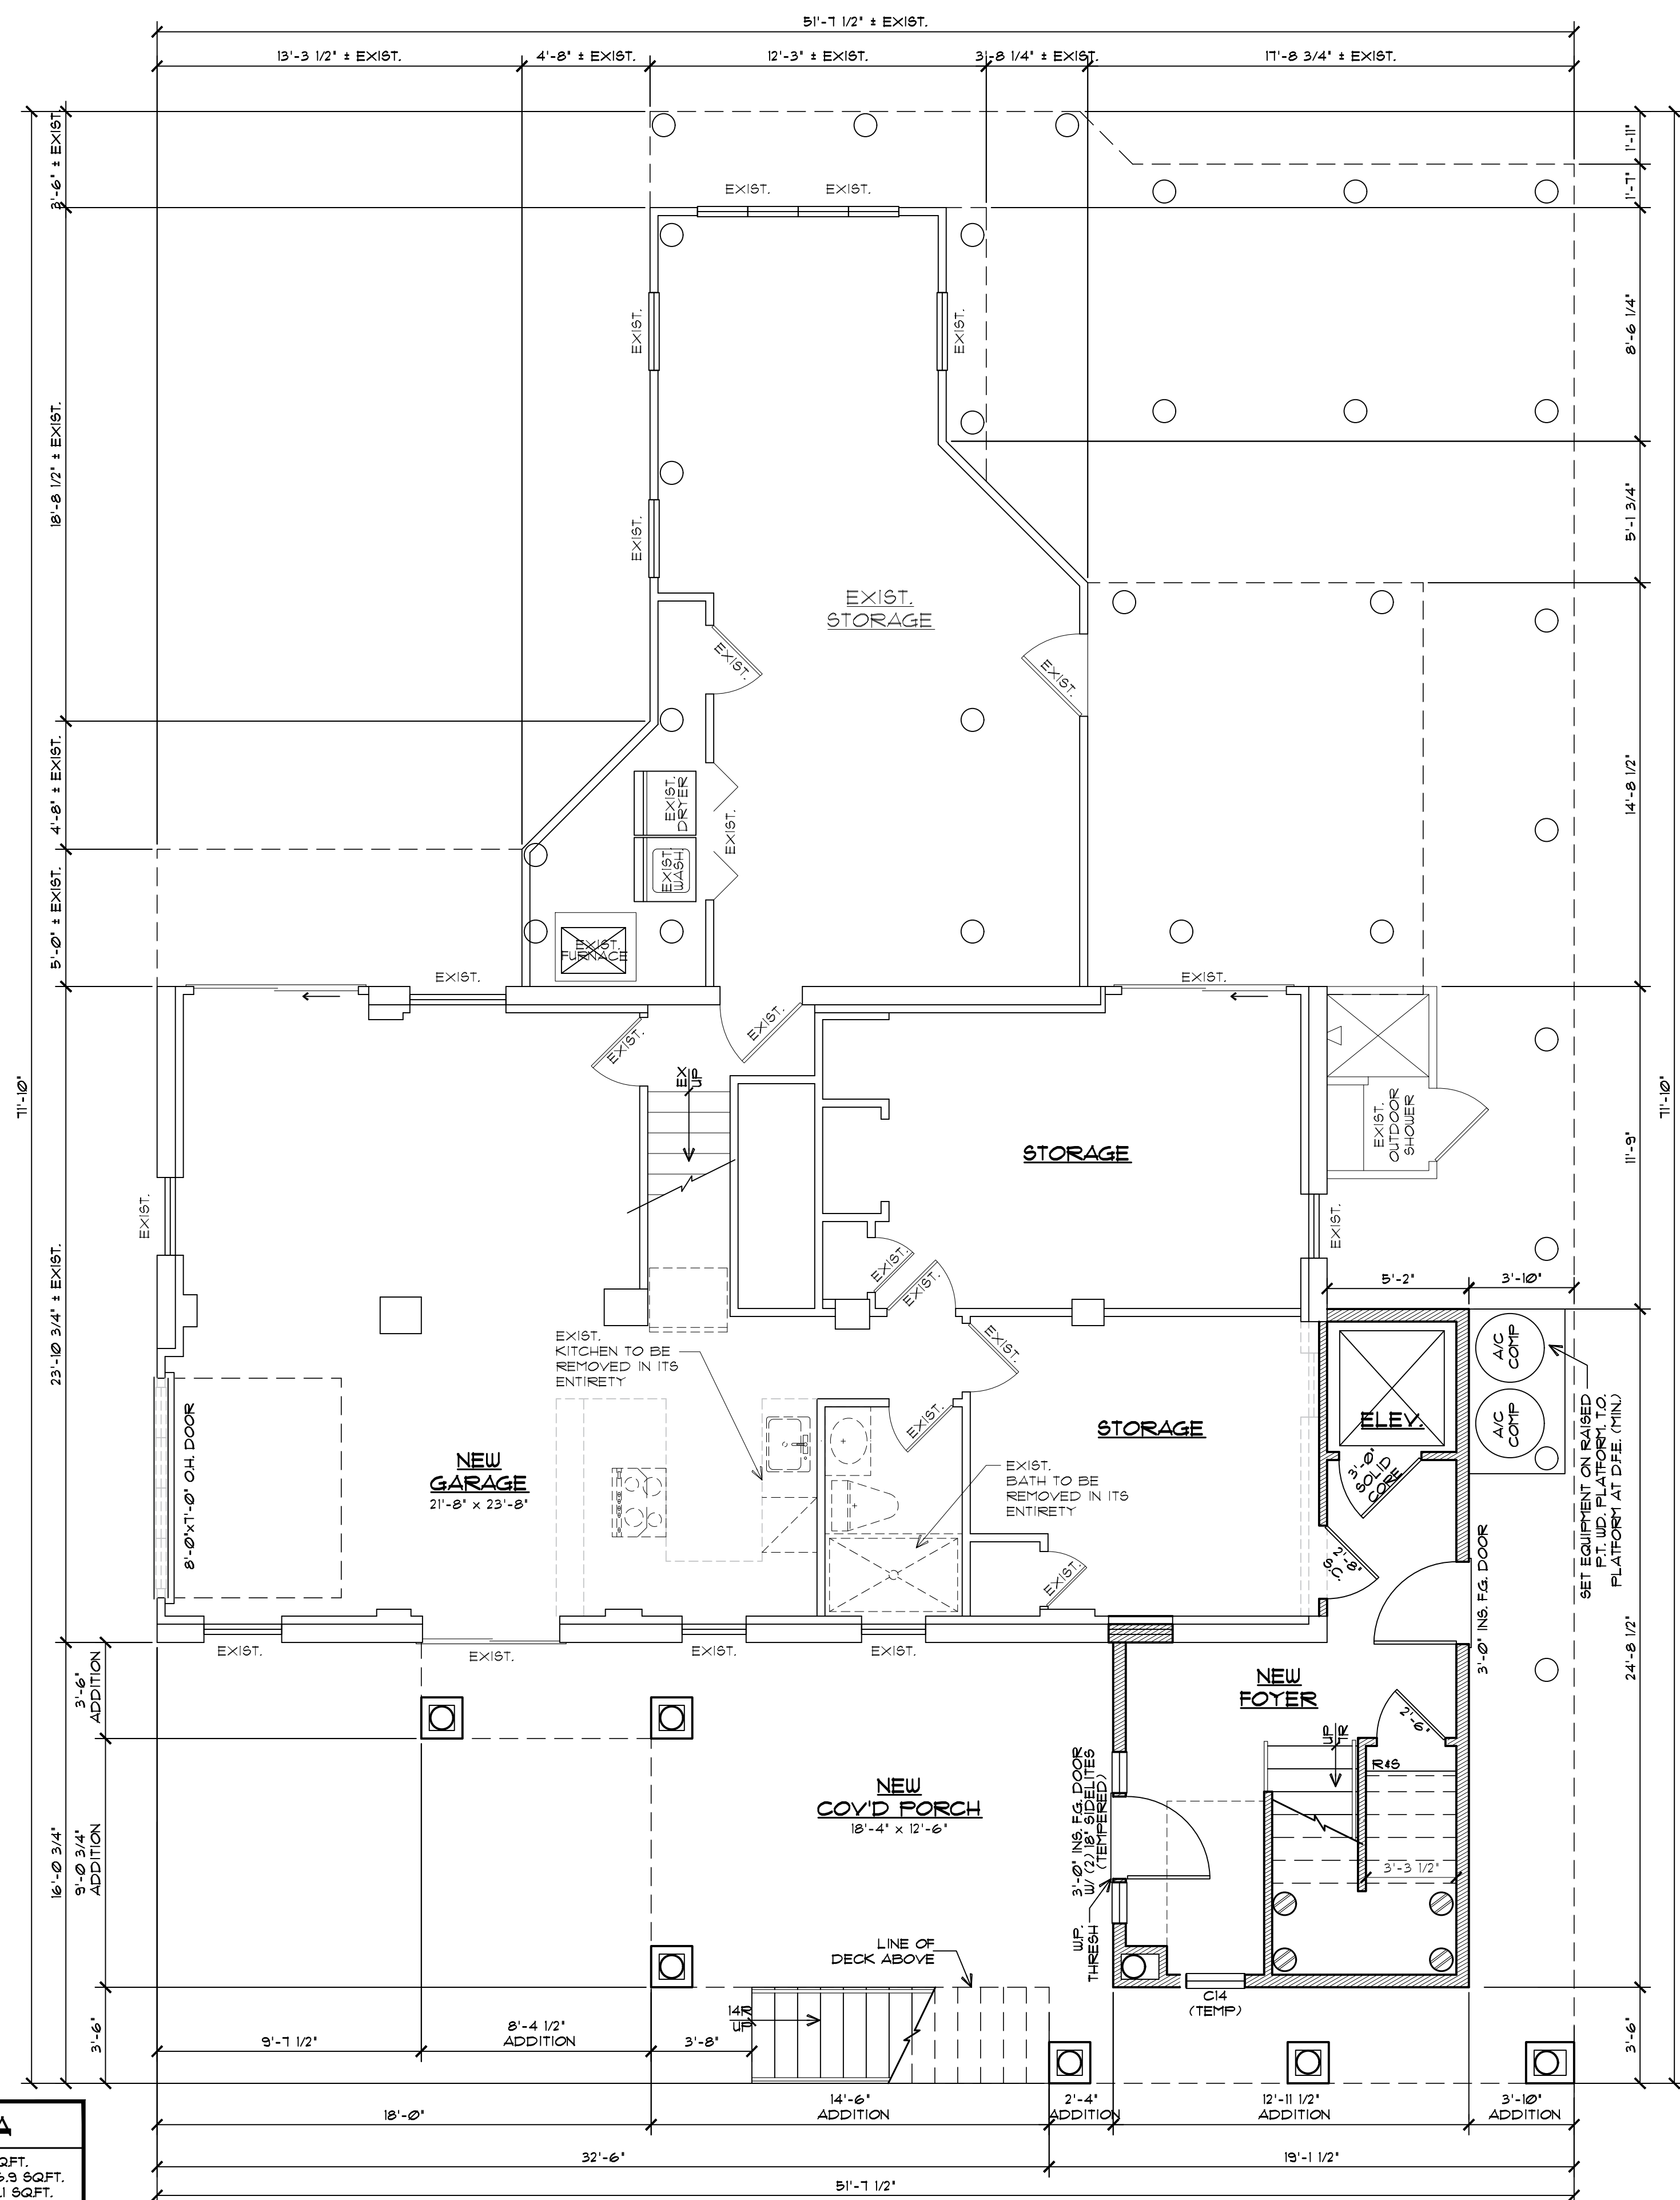 51'-7 1/2" ± EXIST.
13'-3 1/2" ± EXIST.
4'-8" ± EXIST.
12'-3" ± EXIST.
3'-8 1/4" ± EXIST.
17'-8 3/4" ± EXIST.
3'-6" ± EXIST.
18'-8 1/2" ± EXIST.
4'-8" ± EXIST.
5'-0" ± EXIST.
71'-10"
23'-10 3/4" ± EXIST.
16'-0 3/4"
3'-6"
ADDITION
9'-0 3/4"
ADDITION
3'-6"
1'-11"
1'-7"
8'-6 1/4"
5'-1 3/4"
14'-8 1/2"
71'-10"
11'-9"
24'-8 1/2"
3'-6"
EXIST.
EXIST.
EXIST.
EXIST.
EXIST.
EXIST.
STORAGE
EXIST.
EXIST.
EXIST.
DRYER
EXIST.
WASH.
EXIST.
EXIST.
FURNACE
EXIST.
EXIST.
EXIST.
EXIST.
EX
UP
STORAGE
EXIST.
OUTDOOR
SHOWER
EXIST.
EXIST.
EXIST.
EXIST.
5'-2"
3'-10"
EXIST.
KITCHEN TO BE
REMOVED IN ITS
ENTIRETY
EXIST.
A/C
COMP
A/C
COMP
ELEV.
3'-0"
SOLID
CORE
8'-0"x7'-0" O.H. DOOR
NEW
GARAGE
21'-8" x 23'-8"
EXIST.
STORAGE
EXIST.
BATH TO BE
REMOVED IN ITS
ENTIRETY
EXIST.
2'-8"
S.C.
3'-0" INS. F.G. DOOR
SET EQUIPMENT ON RAISED
P.T. WD. PLATFORM. T.O.
PLATFORM AT D.F.E. (MIN.)
EXIST.
EXIST.
EXIST.
EXIST.
NEW
FOYER
2'-6"
UP
R&S
3'-3 1/2"
NEW
COV'D PORCH
18'-4" x 12'-6"
3'-0" INS. F.G. DOOR
W/ (2) 18" SIDELITES
(TEMPERED)
W.P.
THRESH
LINE OF
DECK ABOVE
C14
(TEMP)
14R
UP
9'-7 1/2"
8'-4 1/2"
ADDITION
3'-8"
18'-0"
14'-6"
ADDITION
2'-4"
ADDITION
12'-11 1/2"
ADDITION
3'-10"
ADDITION
32'-6"
19'-1 1/2"
51'-7 1/2"